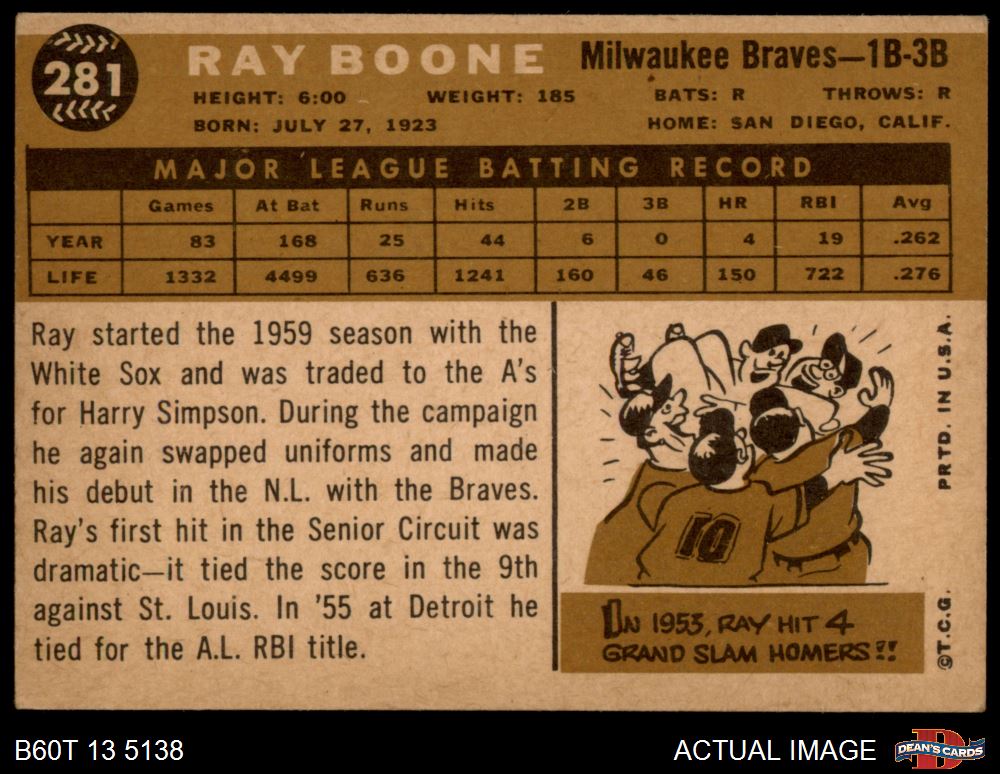 281
RAY BOONE Milwaukee Braves—1B-3B
HEIGHT: 6:00 WEIGHT: 185 BATS: R THROWS: R
BORN: JULY 27, 1923 HOME: SAN DIEGO, CALIF.
MAJOR LEAGUE BATTING RECORD
Games At Bat Runs Hits 2B 3B HR RBI Avg
YEAR 83 168 25 44 6 0 4 19 .262
LIFE 1332 4499 636 1241 160 46 150 722 .276
Ray started the 1959 season with the
White Sox and was traded to the A's
for Harry Simpson. During the campaign
he again swapped uniforms and made
his debut in the N.L. with the Braves.
Ray's first hit in the Senior Circuit was
dramatic—it tied the score in the 9th
against St. Louis. In '55 at Detroit he
tied for the A.L. RBI title.
10
IN 1953, RAY HIT 4
GRAND SLAM HOMERS!!
©T.C.G. PRTD. IN U.S.A.
B60T 13 5138
ACTUAL IMAGE
D
DEAN'S CARDS